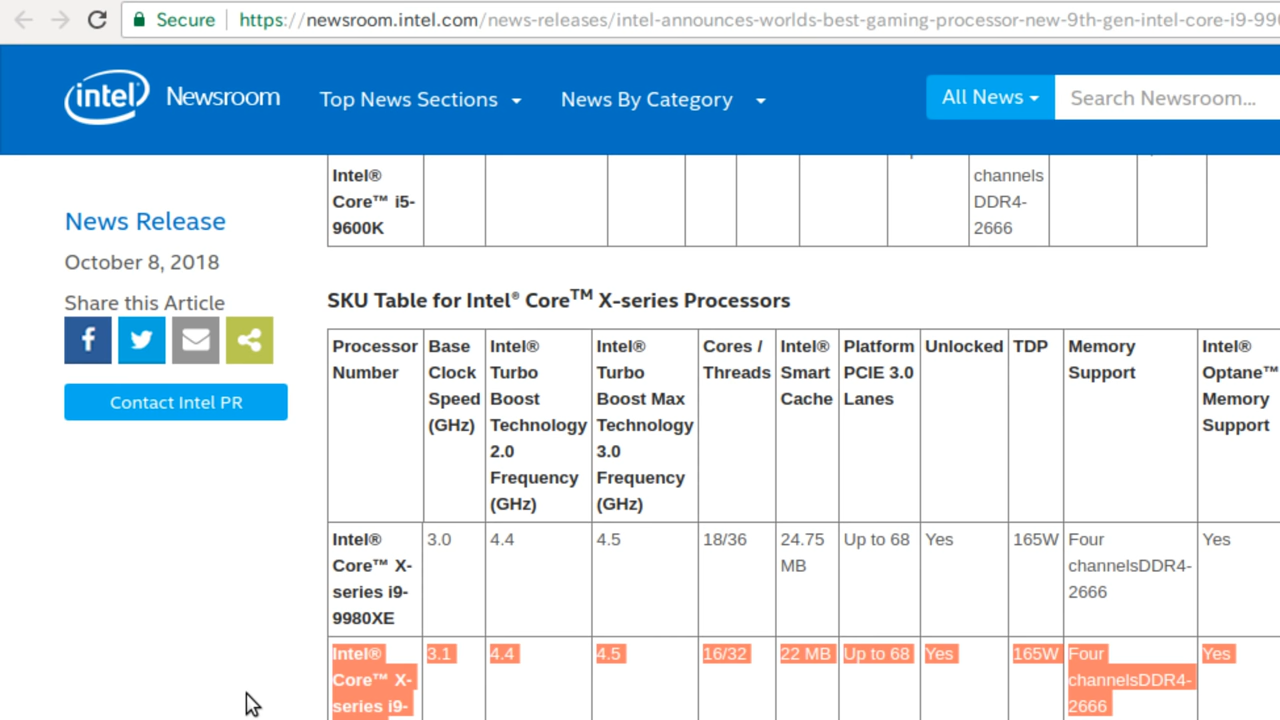 Secure https://newsroom.intel.com/news-releases/intel-announces-worlds-best-gaming-processor-new-9th-gen-intel-core-i9-990
intel Newsroom Top News Sections News By Category All News Search Newsroom...
Intel®
Core™ i5-
9600K
channels
DDR4-
2666
News Release
October 8, 2018
Share this Article
Contact Intel PR
SKU Table for Intel® Core™ X-series Processors
Processor
Number
Base
Clock
Speed
(GHz)
Intel®
Turbo
Boost
Technology
2.0
Frequency
(GHz)
Intel®
Turbo
Boost Max
Technology
3.0
Frequency
(GHz)
Cores /
Threads
Intel®
Smart
Cache
Platform
PCIE 3.0
Lanes
Unlocked
TDP
Memory
Support
Intel®
Optane™
Memory
Support
Intel®
Core™ X-
series i9-
9980XE
3.0
4.4
4.5
18/36
24.75
MB
Up to 68
Yes
165W
Four
channelsDDR4-
2666
Yes
Intel®
Core™ X-
series i9-
3.1
4.4
4.5
16/32
22 MB
Up to 68
Yes
165W
Four
channelsDDR4-
2666
Yes